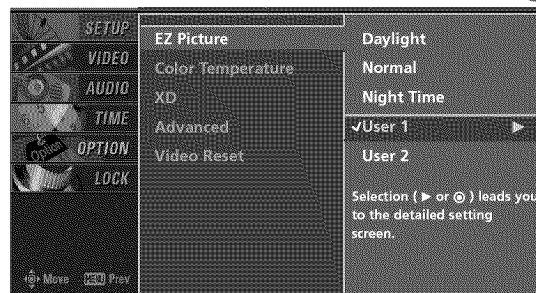 SETUP
VIDEO
AUDIO
TIME
OPTION
LOCK
Move MENU Prev
EZ Picture
Color Temperature
XD
Advanced
Video Reset
Daylight
Normal
Night Time
✓User 1 ▶
User 2
Selection ( ▶ or ◉ ) leads you
to the detailed setting
screen.